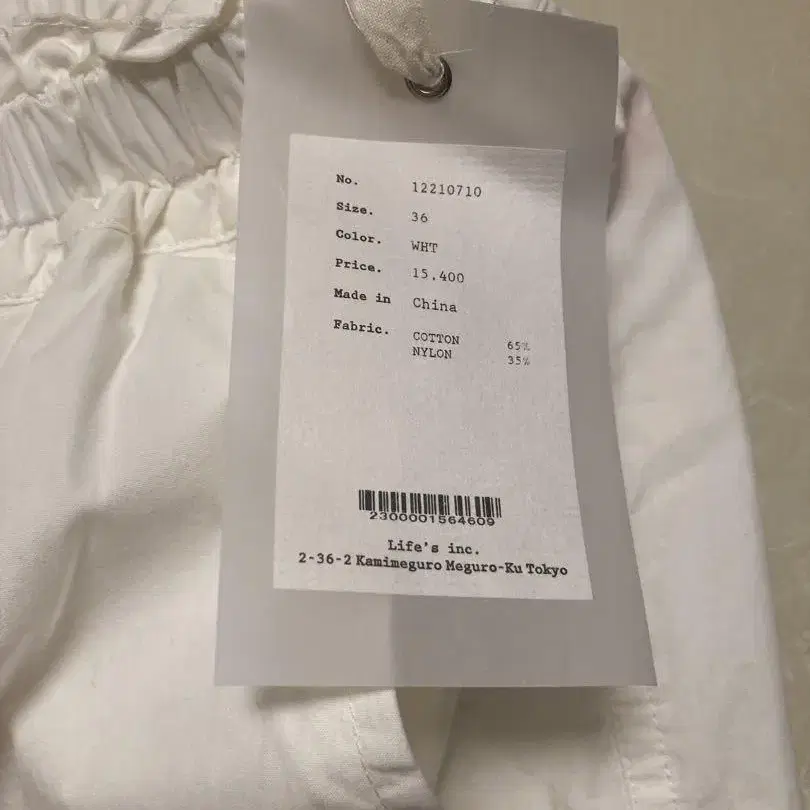 No. 12210710
Size. 36
Color. WHT
Price. 15.400
Made in China
Fabric. COTTON 65%
NYLON 35%
2300001564609
Life's inc.
2-36-2 Kamimeguro Meguro-Ku Tokyo